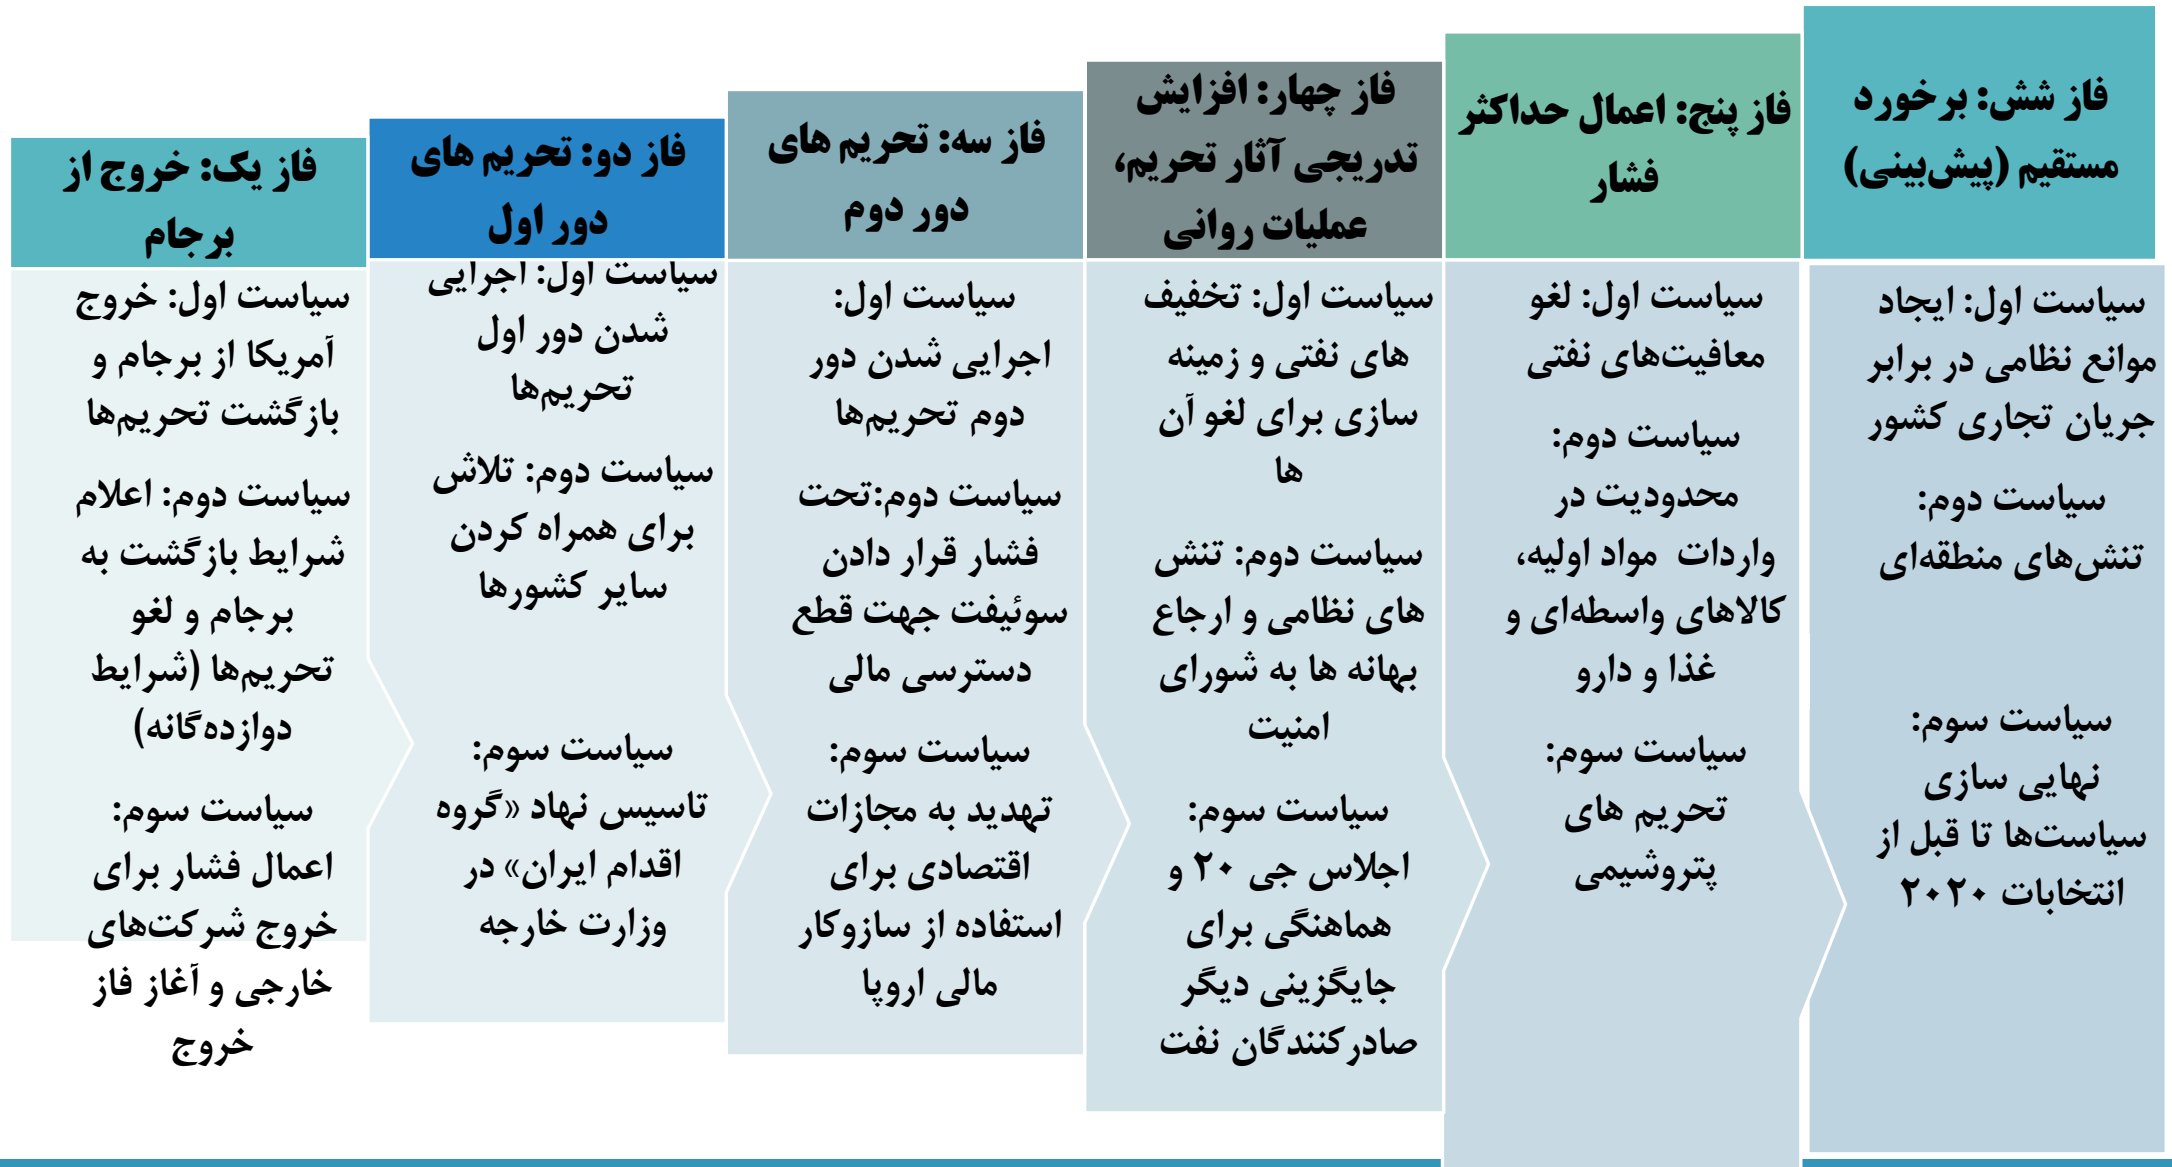 فاز یک: خروج از
برجام
سیاست اول: خروج
آمریکا از برجام و
بازگشت تحریم‌ها
سیاست دوم: اعلام
شرایط بازگشت به
برجام و لغو
تحریم‌ها (شرایط
دوازده‌گانه)
سیاست سوم:
اعمال فشار برای
خروج شرکت‌های
خارجی و آغاز فاز
خروج
فاز دو: تحریم های
دور اول
سیاست اول: اجرایی
شدن دور اول
تحریم‌ها
سیاست دوم: تلاش
برای همراه کردن
سایر کشورها
سیاست سوم:
تاسیس نهاد «گروه
اقدام ایران» در
وزارت خارجه
فاز سه: تحریم های
دور دوم
سیاست اول:
اجرایی شدن دور
دوم تحریم‌ها
سیاست دوم:تحت
فشار قرار دادن
سوئیفت جهت قطع
دسترسی مالی
سیاست سوم:
تهدید به مجازات
اقتصادی برای
استفاده از سازوکار
مالی اروپا
فاز چهار: افزایش
تدریجی آثار تحریم،
عملیات روانی
سیاست اول: تخفیف
های نفتی و زمینه
سازی برای لغو آن
ها
سیاست دوم: تنش
های نظامی و ارجاع
بهانه ها به شورای
امنیت
سیاست سوم:
اجلاس جی ۲۰ و
هماهنگی برای
جایگزینی دیگر
صادرکنندگان نفت
فاز پنج: اعمال حداکثر
فشار
سیاست اول: لغو
معافیت‌های نفتی
سیاست دوم:
محدودیت در
واردات مواد اولیه،
کالاهای واسطه‌ای و
غذا و دارو
سیاست سوم:
تحریم های
پتروشیمی
فاز شش: برخورد
مستقیم (پیش‌بینی)
سیاست اول: ایجاد
موانع نظامی در برابر
جریان تجاری کشور
سیاست دوم:
تنش‌های منطقه‌ای
سیاست سوم:
نهایی سازی
سیاست‌ها تا قبل از
انتخابات ۲۰۲۰